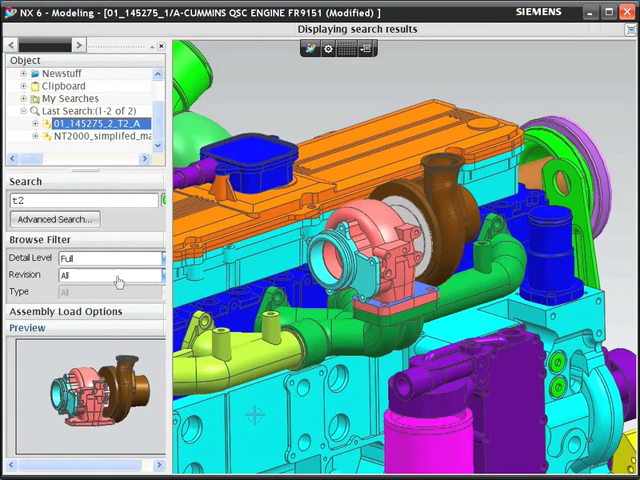 NX 6 - Modeling - [01_145275_1/A-CUMMINS QSC ENGINE FR9151 (Modified) ]
SIEMENS
Displaying search results
Object
Newstuff
Clipboard
My Searches
Last Search:(1-2 of 2)
01_145275_2_T2_A
NT2000_simplifed_ma
Search
t2
Advanced Search...
Browse Filter
Detail Level
Full
Revision
All
Type
All
Assembly Load Options
Preview